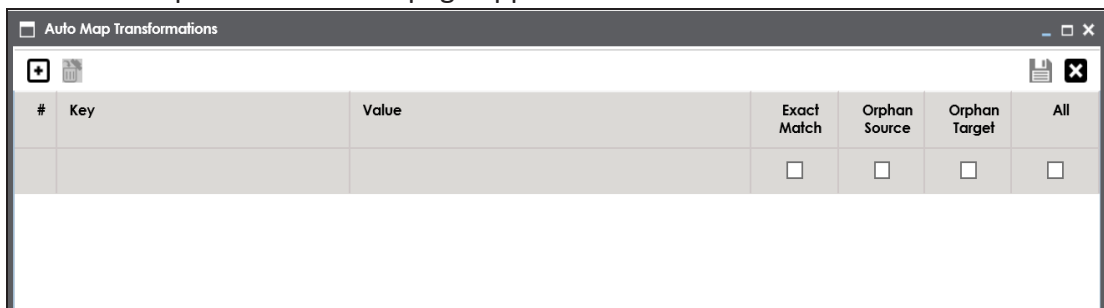 Auto Map Transformations
# Key Value Exact Match Orphan Source Orphan Target All